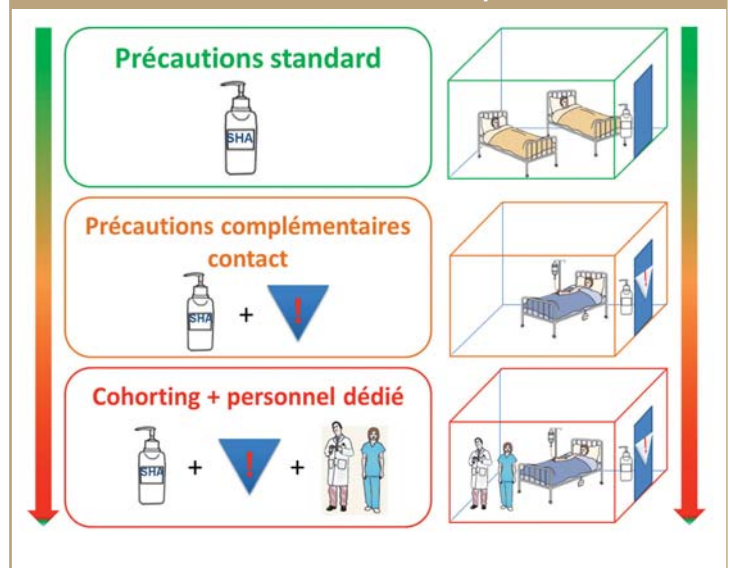 Précautions standard
SHA
Précautions complémentaires
contact
SHA + !
!
Cohorting + personnel dédié
SHA + ! +
!